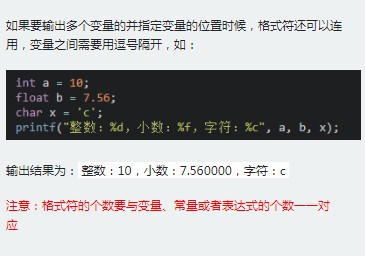 如果要输出多个变量的并指定变量的位置时候，格式符还可以连
用，变量之间需要用逗号隔开，如：
int a = 10;
float b = 7.56;
char x = 'c';
printf("整数：%d，小数：%f，字符：%c", a, b, x);
输出结果为：整数：10，小数：7.560000，字符：c
注意：格式符的个数要与变量、常量或者表达式的个数一一对
应